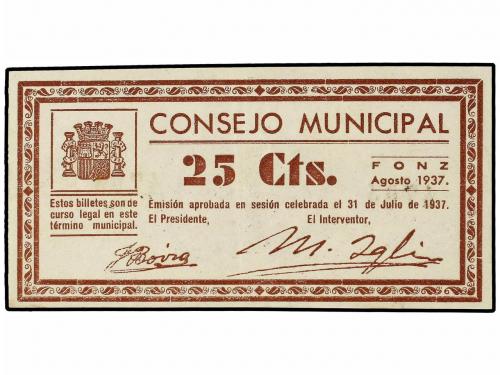 CONSEJO MUNICIPAL
25 Cts.
FONZ
Agosto 1937.
Estos billetes son de
curso legal en este
término municipal.
Emisión aprobada en sesión celebrada el 31 de Julio de 1937.
El Presidente,
El Interventor,